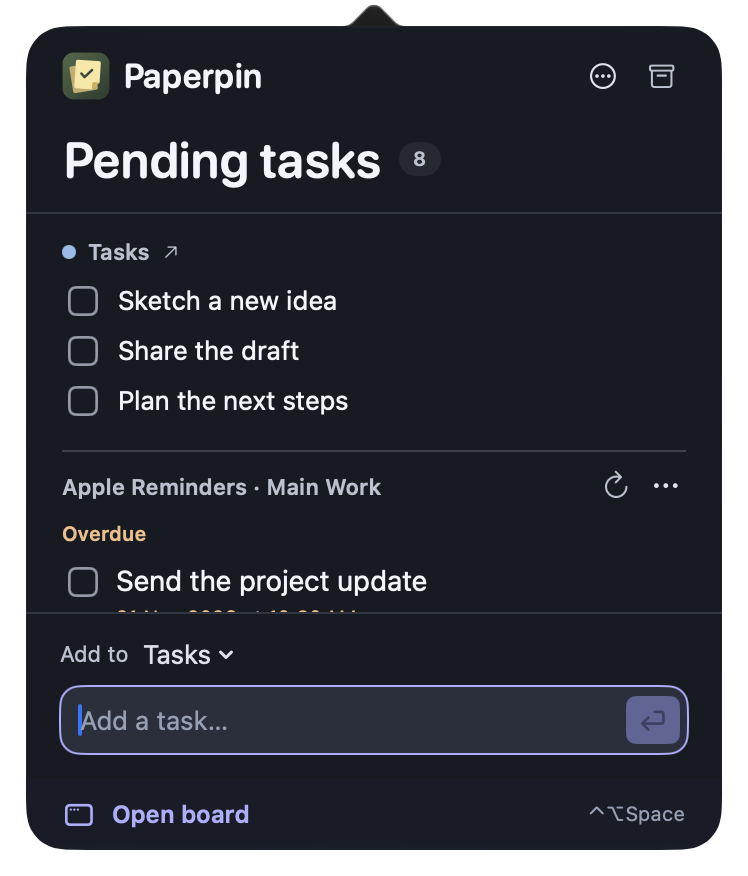 Paperpin
Pending tasks 8
Tasks ↗
Sketch a new idea
Share the draft
Plan the next steps
Apple Reminders · Main Work
Overdue
Send the project update
Add to Tasks
Add a task...
Open board ^⌥Space